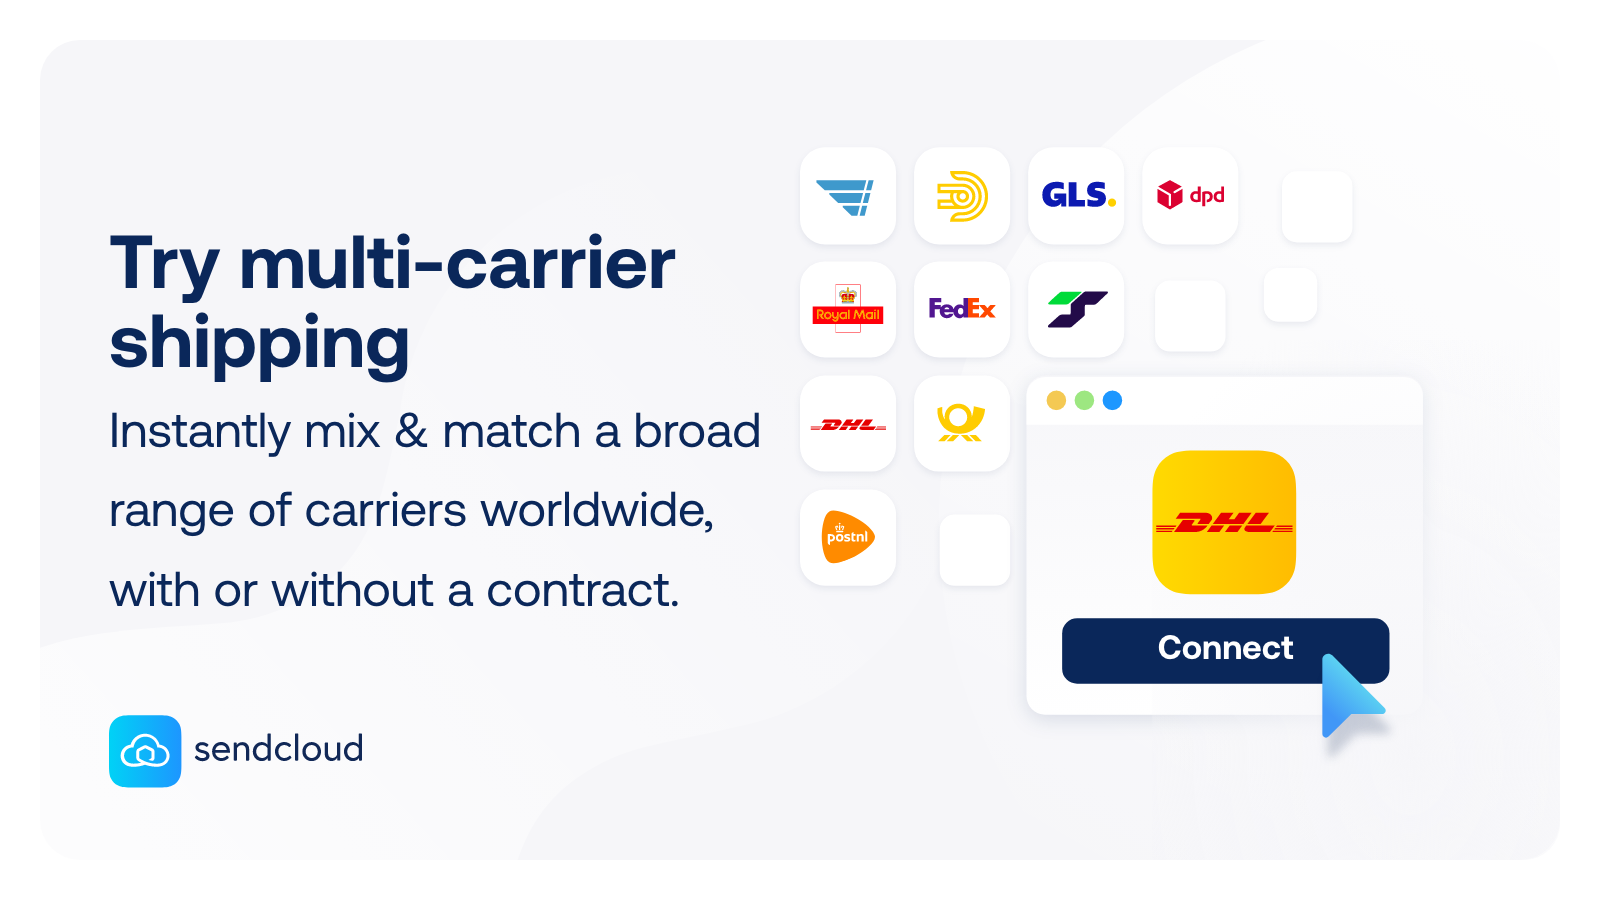 Try multi-carrier
shipping
Instantly mix & match a broad
range of carriers worldwide,
with or without a contract.
sendcloud
GLS.
dpd
Royal Mail
FedEx
DHL
postnl
DHL
Connect